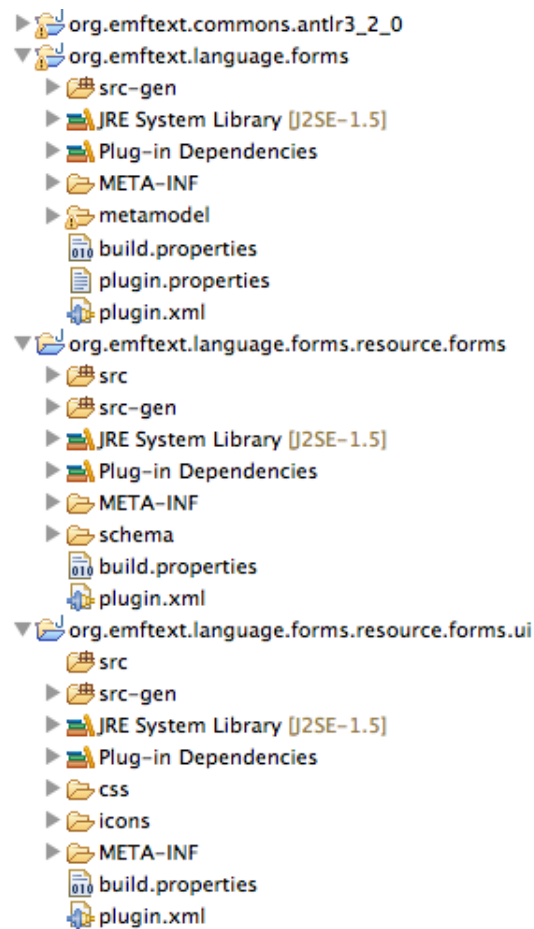 org.emftext.commons.antlr3_2_0
org.emftext.language.forms
src-gen
JRE System Library [J2SE-1.5]
Plug-in Dependencies
META-INF
metamodel
build.properties
plugin.properties
plugin.xml
org.emftext.language.forms.resource.forms
src
src-gen
JRE System Library [J2SE-1.5]
Plug-in Dependencies
META-INF
schema
build.properties
plugin.xml
org.emftext.language.forms.resource.forms.ui
src
src-gen
JRE System Library [J2SE-1.5]
Plug-in Dependencies
css
icons
META-INF
build.properties
plugin.xml